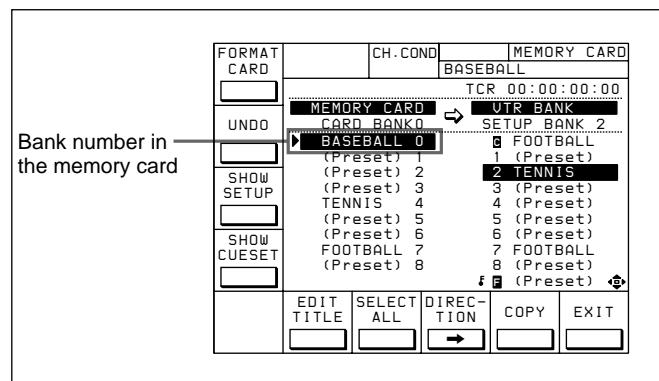 Bank number in
the memory card
FORMAT
CARD
UNDO
SHOW
SETUP
SHOW
CUESET
CH.COND
MEMORY CARD
BASEBALL
TCR 00:00:00:00
MEMORY CARD
CARD BANK0
BASEBALL 0
(Preset) 1
(Preset) 2
(Preset) 3
TENNIS 4
(Preset) 5
(Preset) 6
FOOTBALL 7
(Preset) 8
VTR BANK
SETUP BANK 2
C FOOTBALL
1 (Preset)
2 TENNIS
3 (Preset)
4 (Preset)
5 (Preset)
6 (Preset)
7 FOOTBALL
8 (Preset)
F (Preset)
EDIT
TITLE
SELECT
ALL
DIREC-
TION
COPY
EXIT